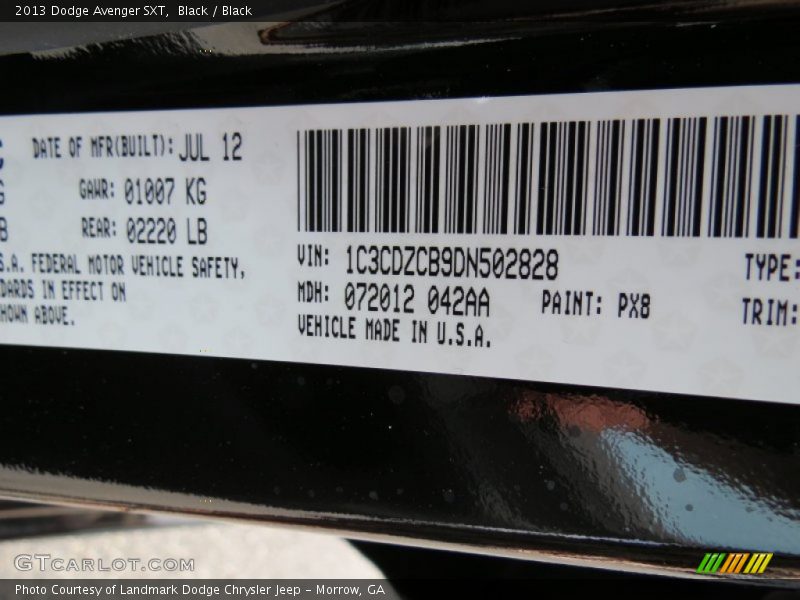 2013 Dodge Avenger SXT, Black / Black
DATE OF MFR(BUILT): JUL 12
GAWR: 01007 KG
REAR: 02220 LB
S.A. FEDERAL MOTOR VEHICLE SAFETY,
DARDS IN EFFECT ON
HOWN ABOVE.
VIN: 1C3CDZCB9DN502828
MDH: 072012 042AA PAINT: PX8
VEHICLE MADE IN U.S.A.
TYPE:
TRIM:
GTCARLOT.COM
Photo Courtesy of Landmark Dodge Chrysler Jeep - Morrow, GA